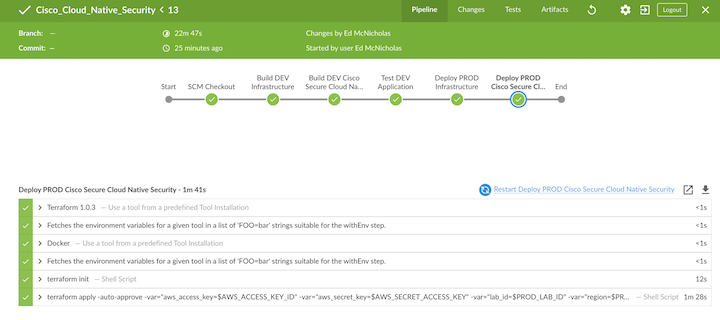 Cisco_Cloud_Native_Security < 13
Pipeline Changes Tests Artifacts Logout
Branch: — 22m 47s Changes by Ed McNicholas
Commit: — 25 minutes ago Started by user Ed McNicholas
Start SCM Checkout Build DEV Infrastructure Build DEV Cisco Secure Cloud Na... Test DEV Application Deploy PROD Infrastructure Deploy PROD Cisco Secure Cl... End
Deploy PROD Cisco Secure Cloud Native Security - 1m 41s Restart Deploy PROD Cisco Secure Cloud Native Security
> Terraform 1.0.3 — Use a tool from a predefined Tool Installation <1s
> Fetches the environment variables for a given tool in a list of 'FOO=bar' strings suitable for the withEnv step. <1s
> Docker — Use a tool from a predefined Tool Installation <1s
> Fetches the environment variables for a given tool in a list of 'FOO=bar' strings suitable for the withEnv step. <1s
> terraform init — Shell Script 12s
> terraform apply -auto-approve -var="aws_access_key=$AWS_ACCESS_KEY_ID" -var="aws_secret_key=$AWS_SECRET_ACCESS_KEY" -var="lab_id=$PROD_LAB_ID" -var="region=$PR... — Shell Script 1m 28s